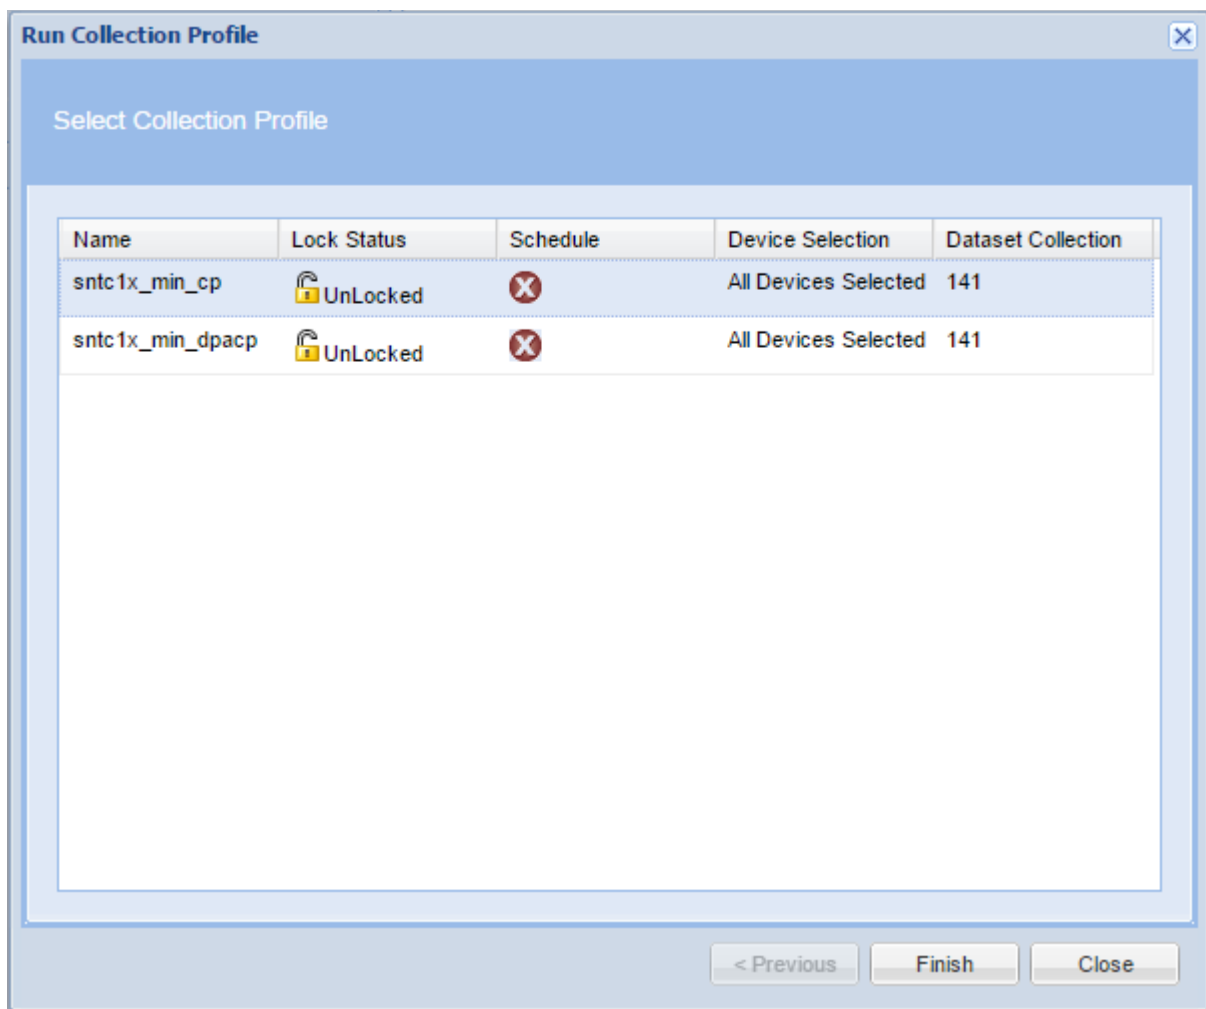 Run Collection Profile
Select Collection Profile
Name Lock Status Schedule Device Selection Dataset Collection
sntc1x_min_cp UnLocked All Devices Selected 141
sntc1x_min_dpacp UnLocked All Devices Selected 141
< Previous Finish Close